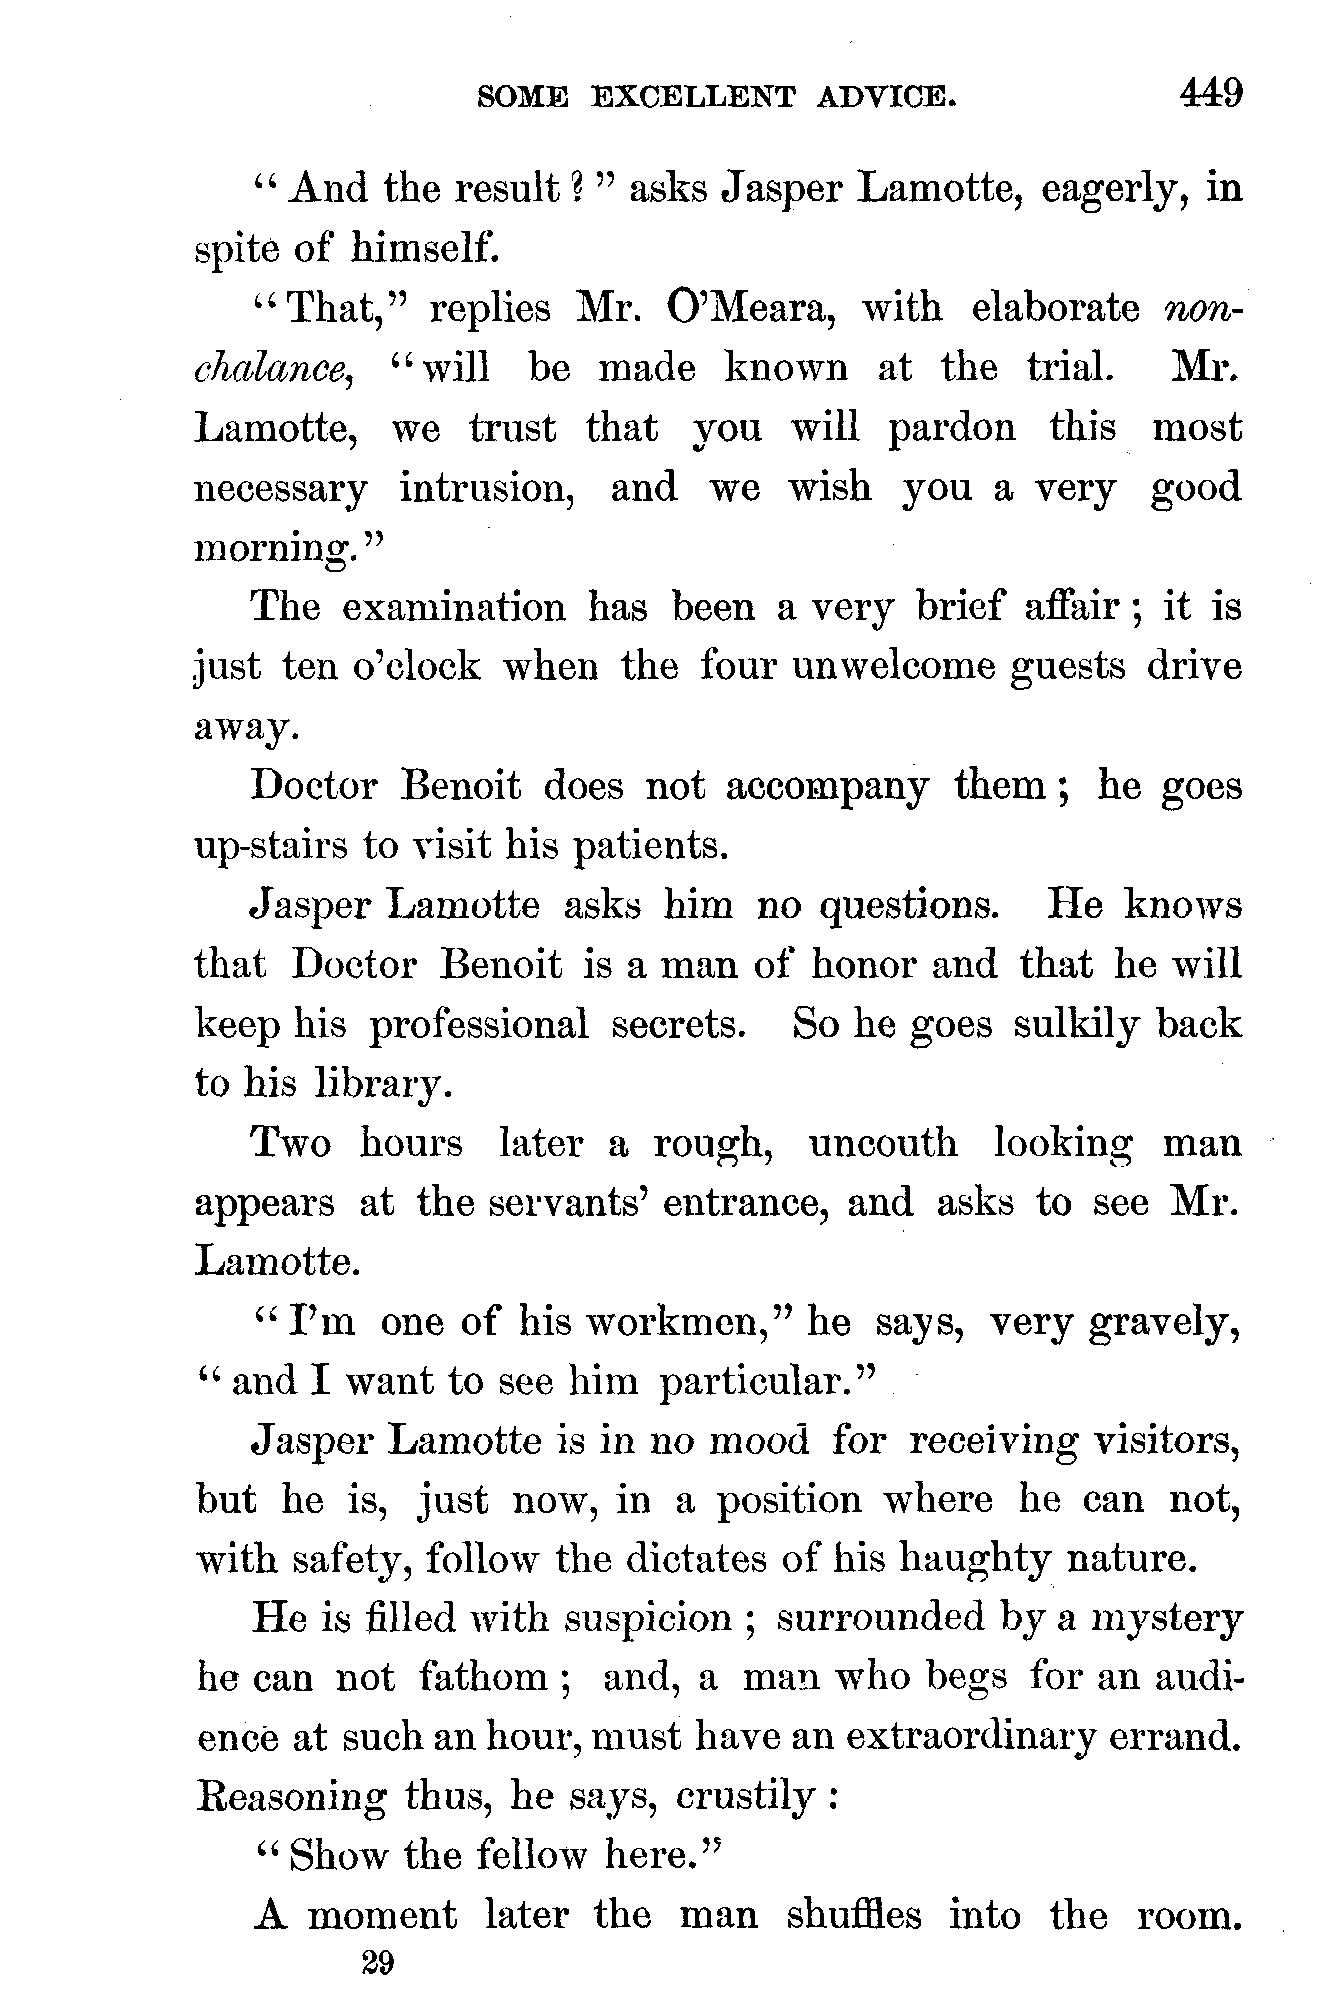 SOME EXCELLENT ADVICE. 449
“And the result?” asks Jasper Lamotte, eagerly, in
spite of himself.
“That,” replies Mr. O’Meara, with elaborate non-
chalance, “will be made known at the trial. Mr.
Lamotte, we trust that you will pardon this most
necessary intrusion, and we wish you a very good
morning.”
The examination has been a very brief affair; it is
just ten o’clock when the four unwelcome guests drive
away.
Doctor Benoit does not accompany them; he goes
up-stairs to visit his patients.
Jasper Lamotte asks him no questions. He knows
that Doctor Benoit is a man of honor and that he will
keep his professional secrets. So he goes sulkily back
to his library.
Two hours later a rough, uncouth looking man
appears at the servants’ entrance, and asks to see Mr.
Lamotte.
“I’m one of his workmen,” he says, very gravely,
“and I want to see him particular.”
Jasper Lamotte is in no mood for receiving visitors,
but he is, just now, in a position where he can not,
with safety, follow the dictates of his haughty nature.
He is filled with suspicion; surrounded by a mystery
he can not fathom; and, a man who begs for an audi-
ence at such an hour, must have an extraordinary errand.
Reasoning thus, he says, crustily:
“Show the fellow here.”
A moment later the man shuffles into the room.
29